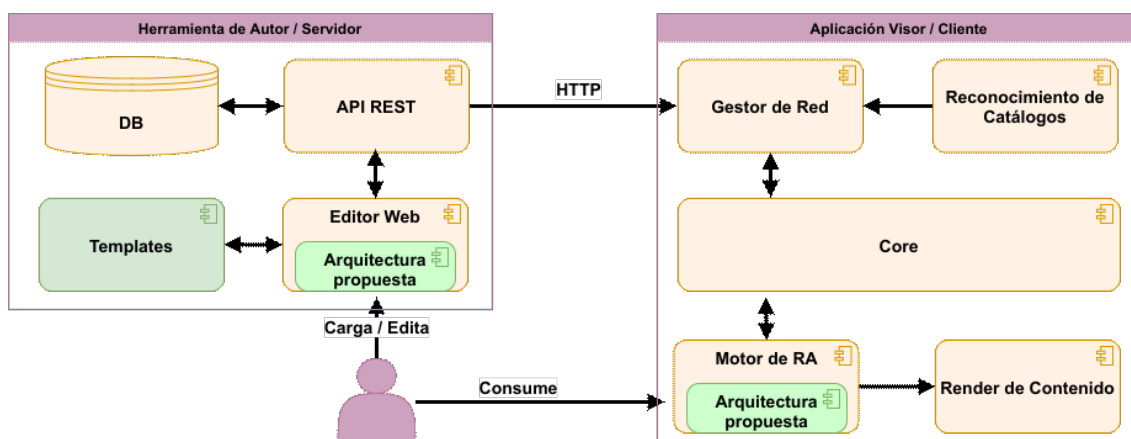 Herramienta de Autor / Servidor
DB
API REST
Templates
Editor Web
Arquitectura
propuesta
Carga / Edita
HTTP
Consume
Aplicación Visor / Cliente
Gestor de Red
Reconocimiento de
Catálogos
Core
Motor de RA
Arquitectura
propuesta
Render de Contenido